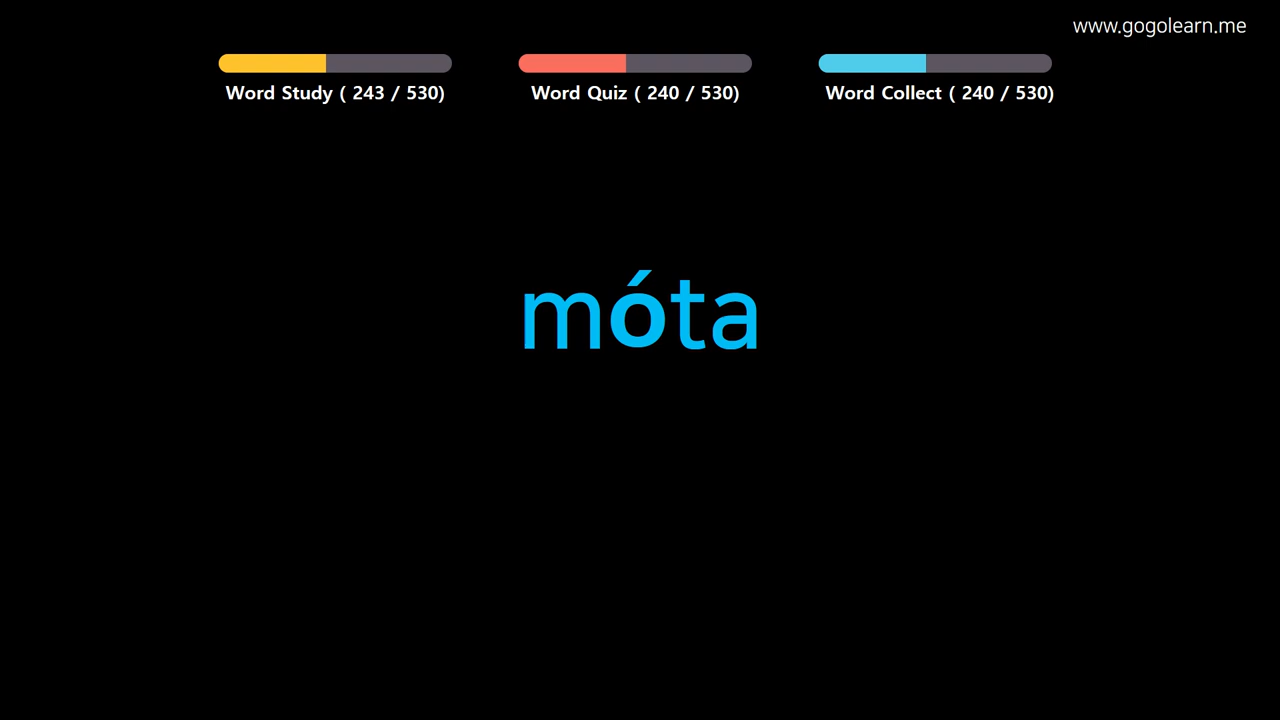 www.gogolearn.me
Word Study ( 243 / 530)
Word Quiz ( 240 / 530)
Word Collect ( 240 / 530)
móta